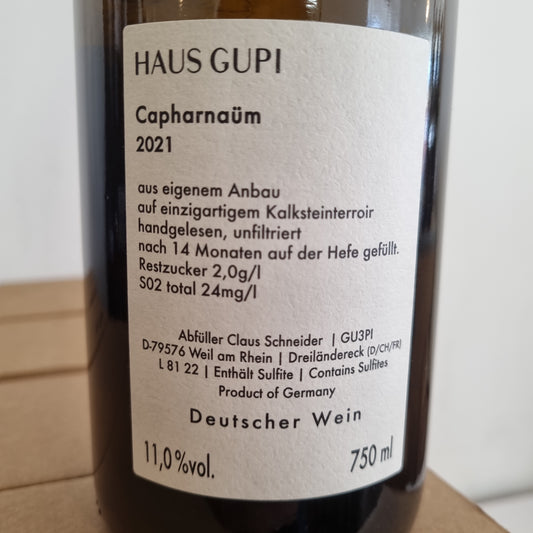 HAUS GUPI
Capharnaüm
2021
aus eigenem Anbau
auf einzigartigem Kalksteinterroir
handgelesen, unfiltriert
nach 14 Monaten auf der Hefe gefüllt.
Restzucker 2,0g/l
S02 total 24mg/l
Abfüller Claus Schneider | GU3PI
D-79576 Weil am Rhein | Dreiländereck (D/CH/FR)
L 81 22 | Enthält Sulfite | Contains Sulfites
Product of Germany
Deutscher Wein
11,0%vol. 750 ml